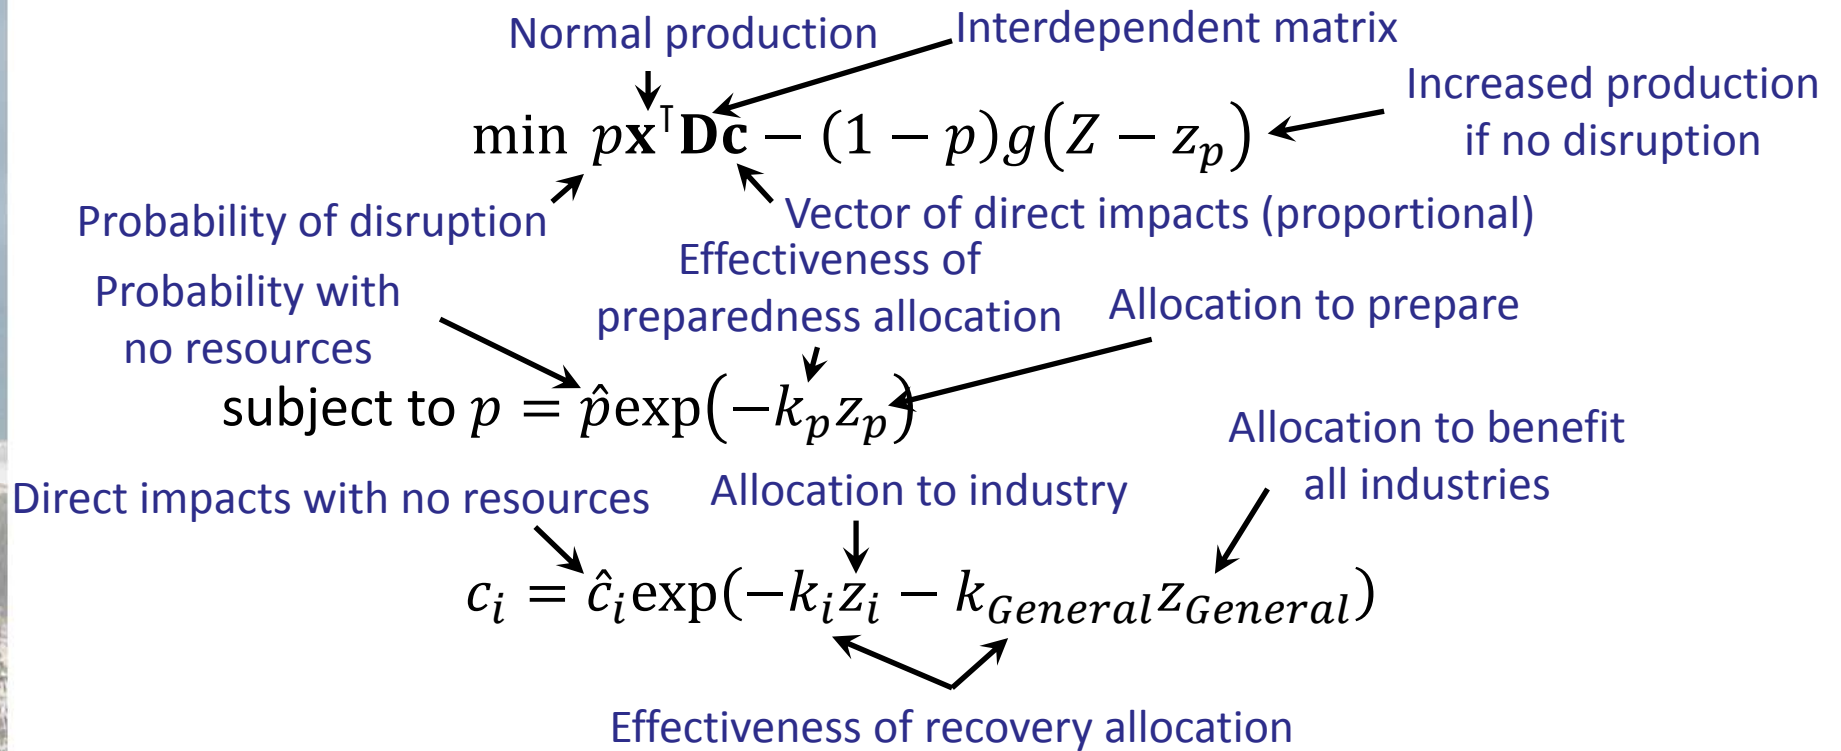 Normal production
Interdependent matrix
Increased production
if no disruption
min p𝐱ᵀ𝐃𝐜 − (1 − p)g(Z − z_p)
Probability of disruption
Vector of direct impacts (proportional)
Effectiveness of
preparedness allocation
Probability with
no resources
Allocation to prepare
subject to p = p̂exp(−k_p z_p)
Allocation to benefit
all industries
Direct impacts with no resources
Allocation to industry
c_i = ĉ_i exp(−k_i z_i − k_General z_General)
Effectiveness of recovery allocation